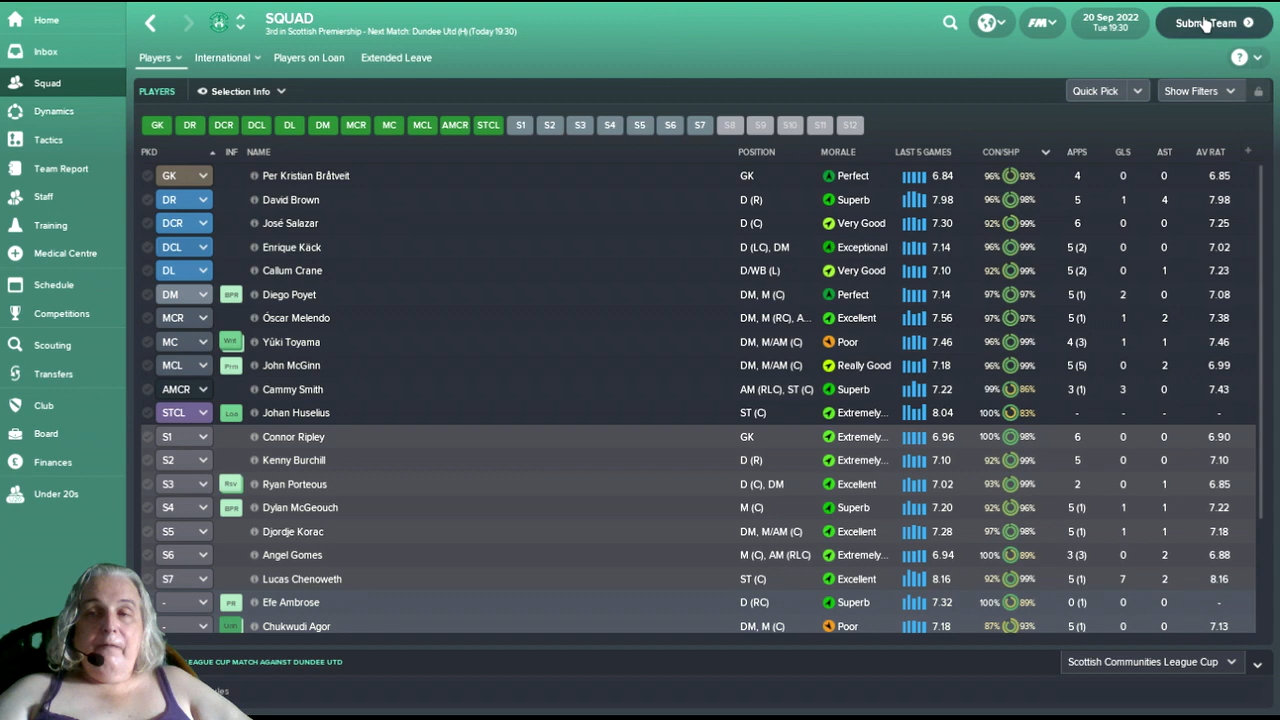 Home
SQUAD
3rd in Scottish Premiership - Next Match: Dundee Utd (H) (Today 19:30)
FM
20 Sep 2022
Tue 19:30
Submit Team
Inbox
Squad
Dynamics
Tactics
Team Report
Staff
Training
Medical Centre
Schedule
Competitions
Scouting
Transfers
Club
Board
Finances
Under 20s
Players International Players on Loan Extended Leave
?
PLAYERS Selection Info Quick Pick Show Filters
GK DR DCR DCL DL DM MCR MC MCL AMCR STCL S1 S2 S3 S4 S5 S6 S7 S8 S9 S10 S11 S12
PKD INF NAME POSITION MORALE LAST 5 GAMES CON/SHP APPS GLS AST AV RAT +
GK Per Kristian Bråtveit GK Perfect 6.84 96% 93% 4 0 0 6.85
DR David Brown D (R) Superb 7.98 96% 98% 5 1 4 7.98
DCR José Salazar D (C) Very Good 7.30 92% 99% 6 0 0 7.25
DCL Enrique Käck D (LC), DM Exceptional 7.14 96% 99% 5 (2) 0 0 7.02
DL Callum Crane D/WB (L) Very Good 7.10 92% 99% 5 (2) 0 1 7.23
DM BPR Diego Poyet DM, M (C) Perfect 7.14 97% 97% 5 (1) 2 0 7.08
MCR Óscar Melendo DM, M (RC), A... Excellent 7.56 97% 97% 5 (1) 1 2 7.38
MC Wnt Yûki Toyama DM, M/AM (C) Poor 7.46 96% 99% 4 (3) 1 1 7.46
MCL Prm John McGinn DM, M/AM (C) Really Good 7.18 96% 99% 5 (5) 0 2 6.99
AMCR Cammy Smith AM (RLC), ST (C) Superb 7.22 99% 86% 3 (1) 3 0 7.43
STCL Loa Johan Huselius ST (C) Extremely... 8.04 100% 83% - - - -
S1 Connor Ripley GK Extremely... 6.96 100% 98% 6 0 0 6.90
S2 Kenny Burchill D (R) Extremely... 7.10 92% 99% 5 0 0 7.10
S3 Rsv Ryan Porteous D (C), DM Excellent 7.02 93% 99% 2 0 1 6.85
S4 BPR Dylan McGeouch M (C) Superb 7.20 92% 96% 5 (1) 1 1 7.22
S5 Djordje Korac DM, M/AM (C) Excellent 7.28 97% 98% 5 (1) 1 1 7.18
S6 Angel Gomes M (C), AM (RLC) Extremely... 6.94 100% 89% 3 (3) 0 2 6.88
S7 Lucas Chenoweth ST (C) Excellent 8.16 92% 99% 5 (1) 7 2 8.16
- PR Efe Ambrose D (RC) Superb 7.32 100% 89% 0 (1) 0 0 -
- Unh Chukwudi Agor DM, M (C) Poor 7.18 87% 93% 5 (1) 0 0 7.13
LEAGUE CUP MATCH AGAINST DUNDEE UTD
Scottish Communities League Cup